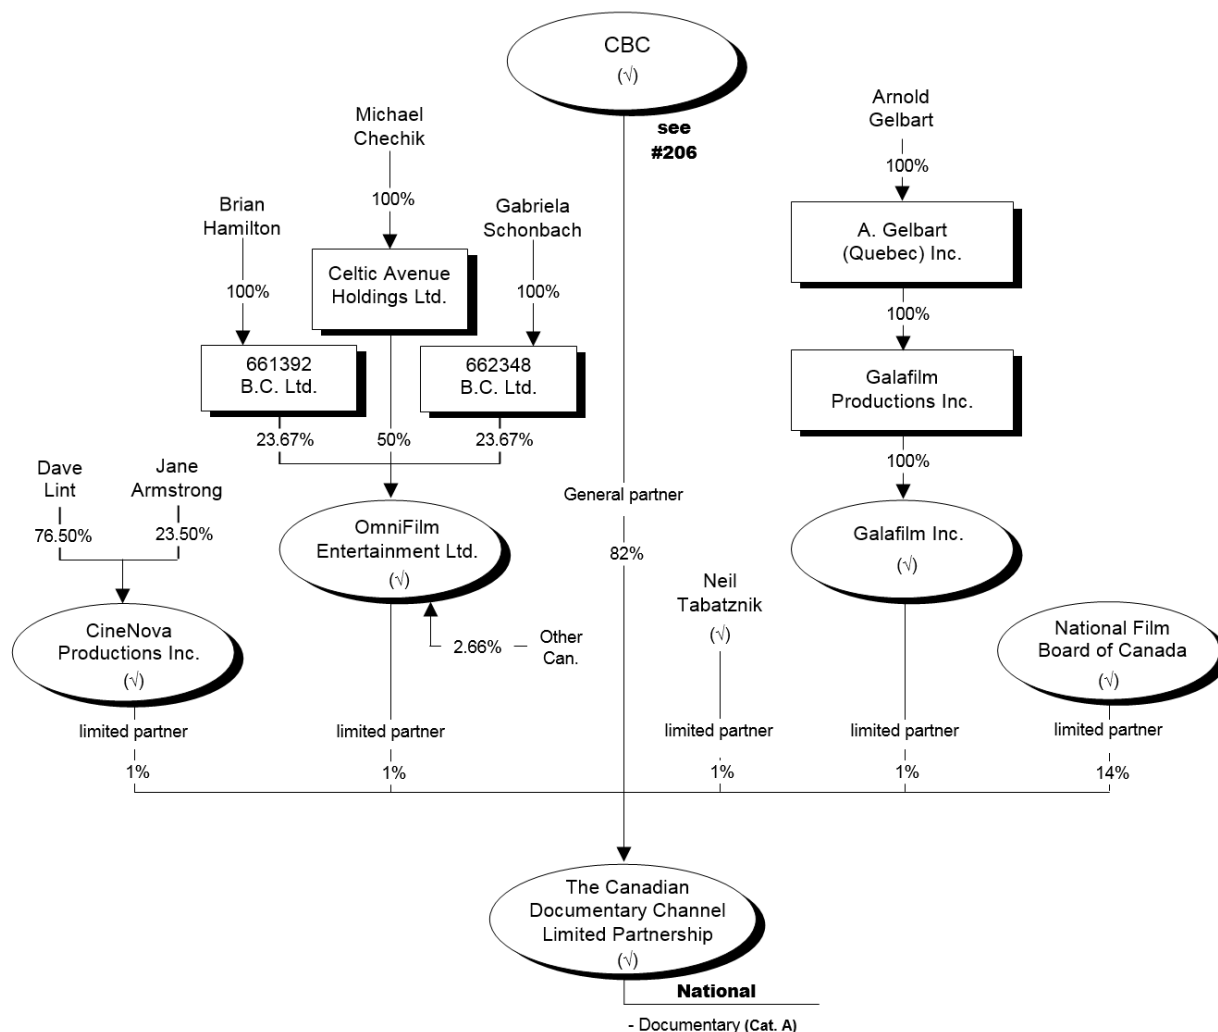 CBC
(√)
see
#206
Michael
Chechik
100%
Arnold
Gelbart
100%
Brian
Hamilton
100%
Gabriela
Schonbach
100%
Celtic Avenue
Holdings Ltd.
A. Gelbart
(Quebec) Inc.
100%
661392
B.C. Ltd.
662348
B.C. Ltd.
Galafilm
Productions Inc.
23.67%
50%
23.67%
100%
Dave
Lint
Jane
Armstrong
76.50%
23.50%
General partner
82%
OmniFilm
Entertainment Ltd.
(√)
Galafilm Inc.
(√)
Neil
Tabatznik
(√)
2.66%
Other
Can.
CineNova
Productions Inc.
(√)
National Film
Board of Canada
(√)
limited partner
limited partner
limited partner
limited partner
limited partner
1%
1%
1%
1%
14%
The Canadian
Documentary Channel
Limited Partnership
(√)
National
- Documentary (Cat. A)